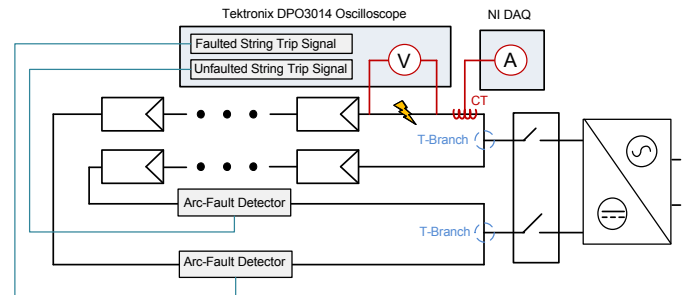 Tektronix DPO3014 Oscilloscope
NI DAQ
Faulted String Trip Signal
Unfaulted String Trip Signal
V
A
CT
T-Branch
Arc-Fault Detector
T-Branch
Arc-Fault Detector